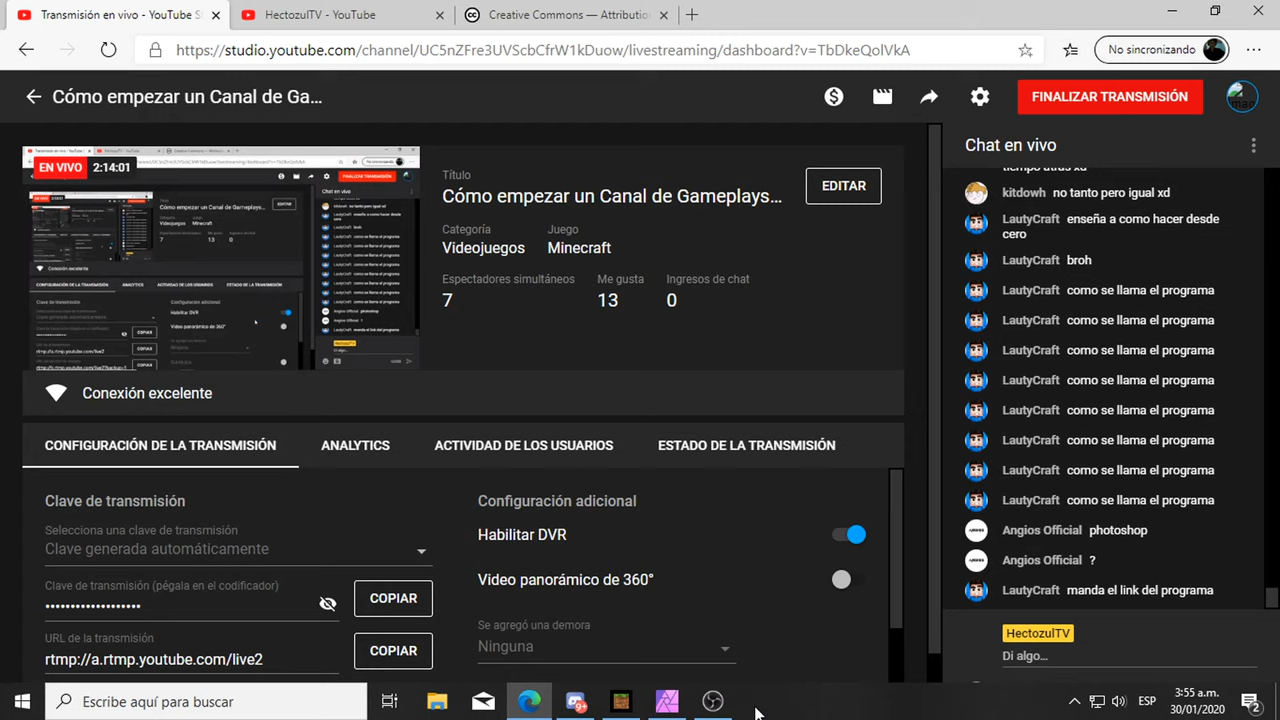 Transmisión en vivo - YouTube S
HectozulTV - YouTube
Creative Commons — Attribution
https://studio.youtube.com/channel/UC5nZFre3UVScbCfrW1kDuow/livestreaming/dashboard?v=TbDkeQolVkA
No sincronizando
Cómo empezar un Canal de Ga...
FINALIZAR TRANSMISIÓN
EN VIVO 2:14:01
Título
Cómo empezar un Canal de Gameplays...
EDITAR
Categoría
Juego
Videojuegos
Minecraft
Espectadores simultáneos
Me gusta
Ingresos de chat
7
13
0
Conexión excelente
CONFIGURACIÓN DE LA TRANSMISIÓN
ANALYTICS
ACTIVIDAD DE LOS USUARIOS
ESTADO DE LA TRANSMISIÓN
Clave de transmisión
Selecciona una clave de transmisión
Clave generada automáticamente
Clave de transmisión (pégala en el codificador)
•••••••••••••••••••
COPIAR
URL de la transmisión
rtmp://a.rtmp.youtube.com/live2
COPIAR
Configuración adicional
Habilitar DVR
Video panorámico de 360°
Se agregó una demora
Ninguna
Chat en vivo
tiempo atras xd
kitdowh no tanto pero igual xd
LautyCraft enseña a como hacer desde
cero
LautyCraft broh
LautyCraft como se llama el programa
LautyCraft como se llama el programa
LautyCraft como se llama el programa
LautyCraft como se llama el programa
LautyCraft como se llama el programa
LautyCraft como se llama el programa
LautyCraft como se llama el programa
LautyCraft como se llama el programa
Angios Official photoshop
Angios Official ?
LautyCraft manda el link del programa
HectozulTV
Di algo...
Escribe aquí para buscar
ESP
3:55 a.m.
30/01/2020
2